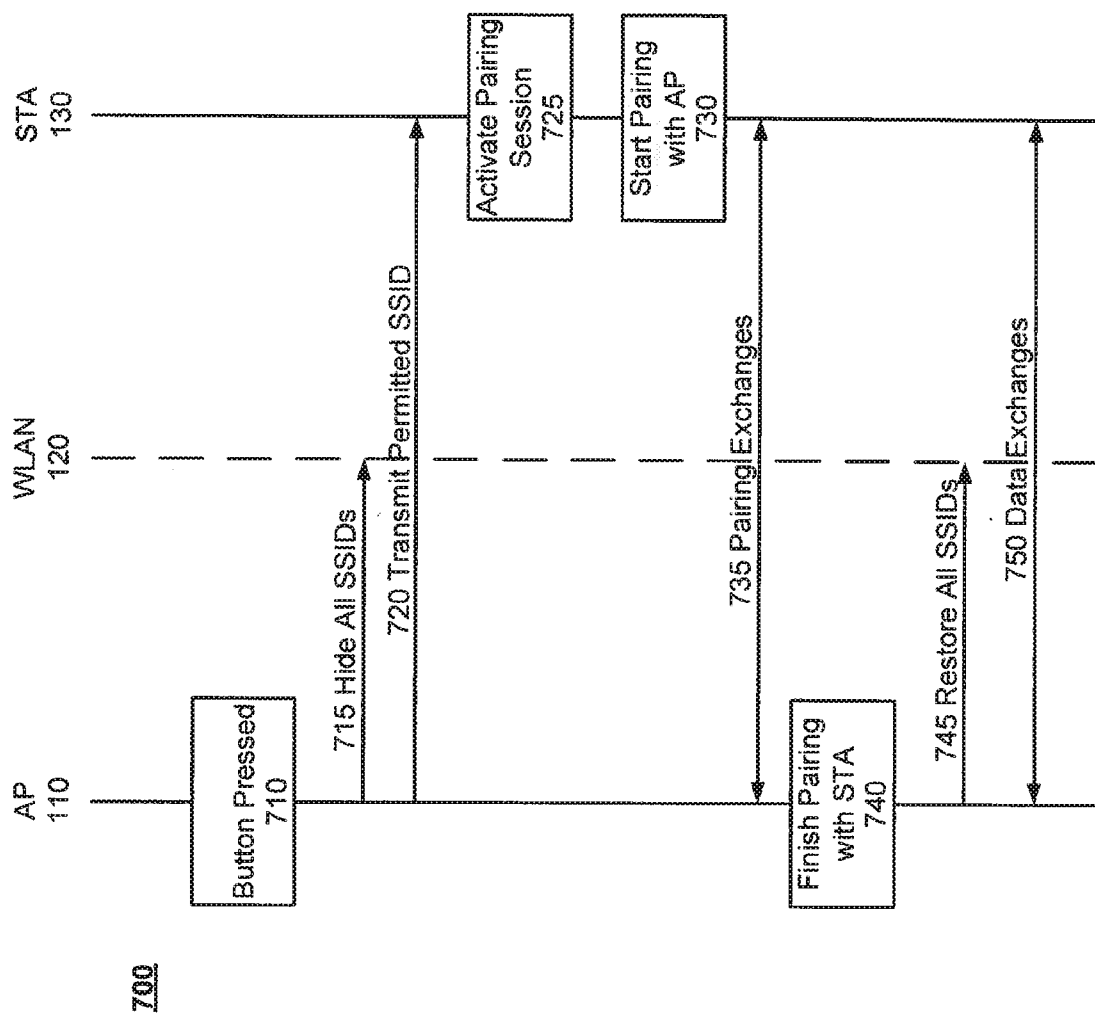 700
AP
110
WLAN
120
STA
130
Button Pressed
710
715 Hide All SSIDs
720 Transmit Permitted SSID
Activate Pairing
Session
725
Start Pairing
with AP
730
735 Pairing Exchanges
Finish Pairing
with STA
740
745 Restore All SSIDs
750 Data Exchanges